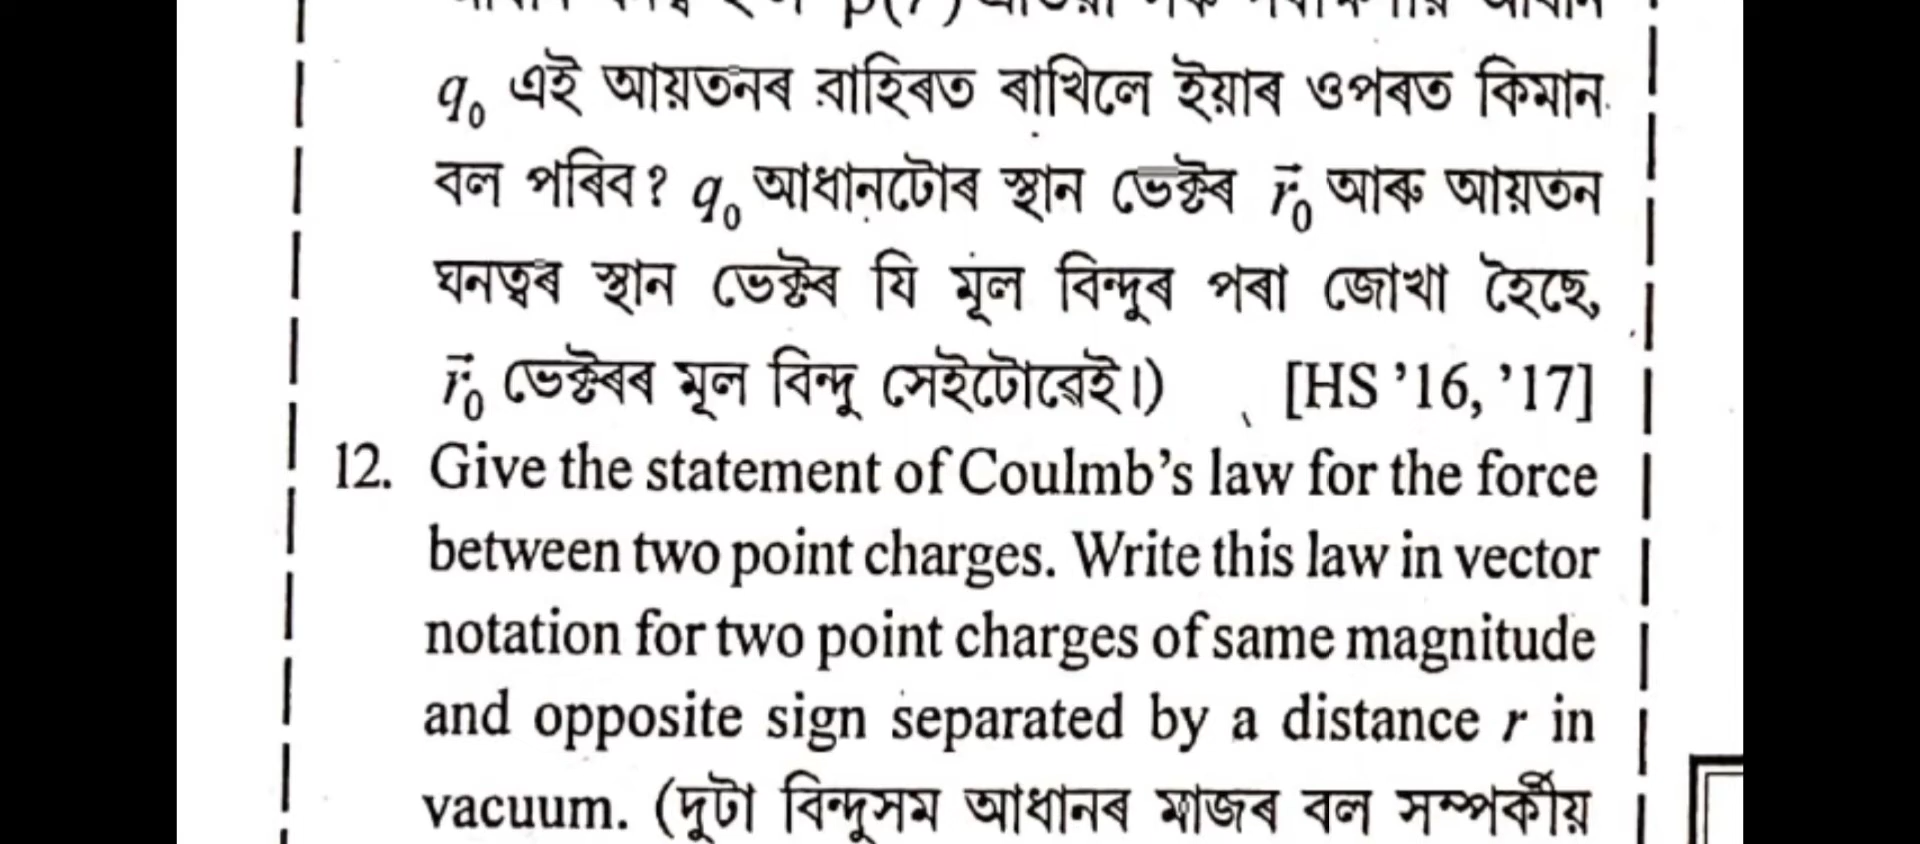 q₀ এই আয়তনৰ বাহিৰত ৰাখিলে ইয়াৰ ওপৰত কিমান
বল পৰিব? q₀ আধানটোৰ স্থান ভেক্টৰ r⃗₀ আৰু আয়তন
ঘনত্বৰ স্থান ভেক্টৰ যি মূল বিন্দুৰ পৰা জোখা হৈছে,
r⃗₀ ভেক্টৰৰ মূল বিন্দু সেইটোৱেই।) [HS ’16, ’17]
12. Give the statement of Coulmb’s law for the force
between two point charges. Write this law in vector
notation for two point charges of same magnitude
and opposite sign separated by a distance r in
vacuum. (দুটা বিন্দুসম আধানৰ মাজৰ বল সম্পৰ্কীয়